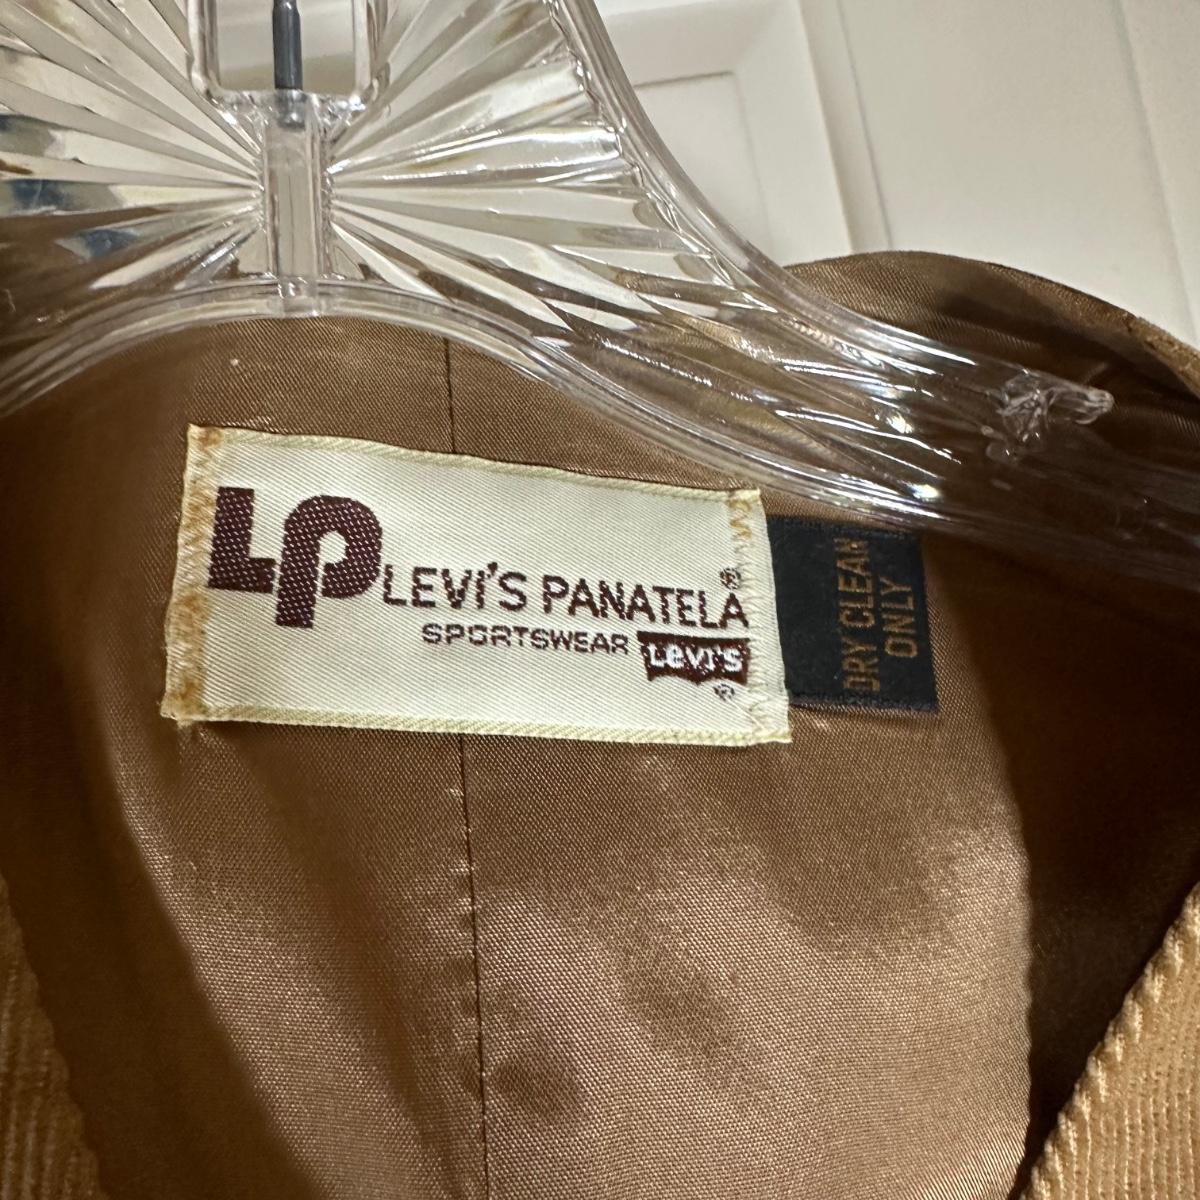 LP
LEVI'S PANATELA®
SPORTSWEAR
LEVI'S
®
DRY CLEAN
ONLY